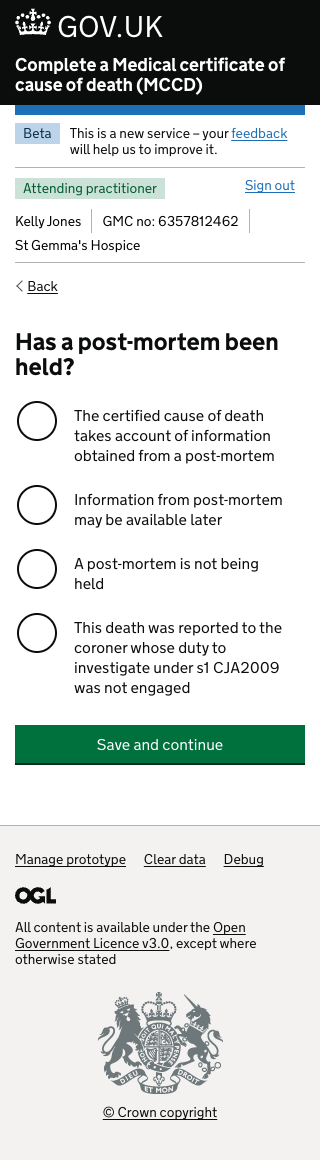 GOV.UK
Complete a Medical certificate of
cause of death (MCCD)
Beta
This is a new service – your feedback
will help us to improve it.
Attending practitioner
Sign out
Kelly Jones
GMC no: 6357812462
St Gemma's Hospice
Back
Has a post-mortem been
held?
The certified cause of death
takes account of information
obtained from a post-mortem
Information from post-mortem
may be available later
A post-mortem is not being
held
This death was reported to the
coroner whose duty to
investigate under s1 CJA2009
was not engaged
Save and continue
Manage prototype
Clear data
Debug
OGL
All content is available under the Open
Government Licence v3.0, except where
otherwise stated
DIEU ET MON DROIT
© Crown copyright